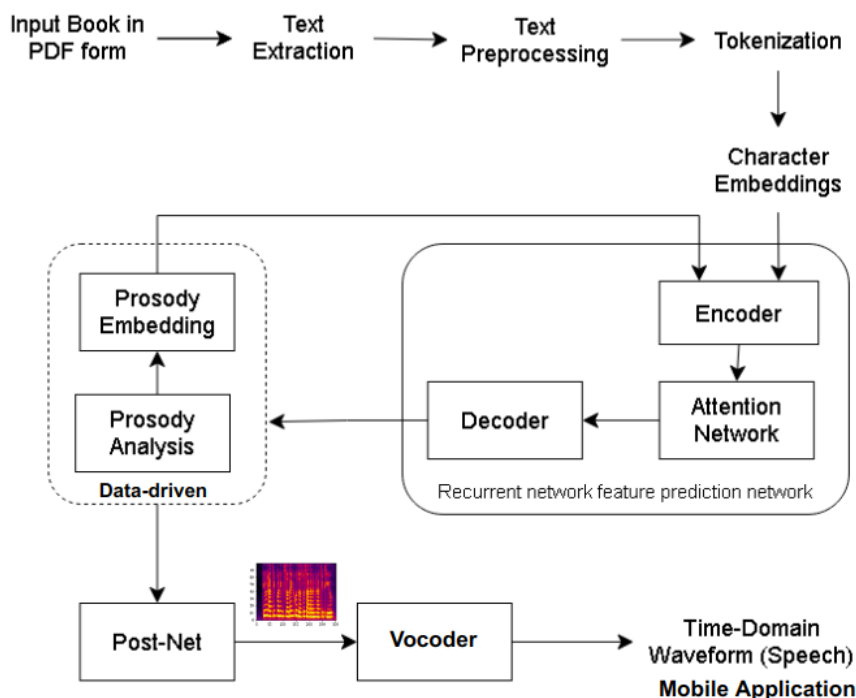 Input Book in
PDF form
Text
Extraction
Text
Preprocessing
Tokenization
Character
Embeddings
Prosody
Embedding
Prosody
Analysis
Data-driven
Encoder
Attention
Network
Decoder
Recurrent network feature prediction network
Post-Net
Vocoder
Time-Domain
Waveform (Speech)
Mobile Application